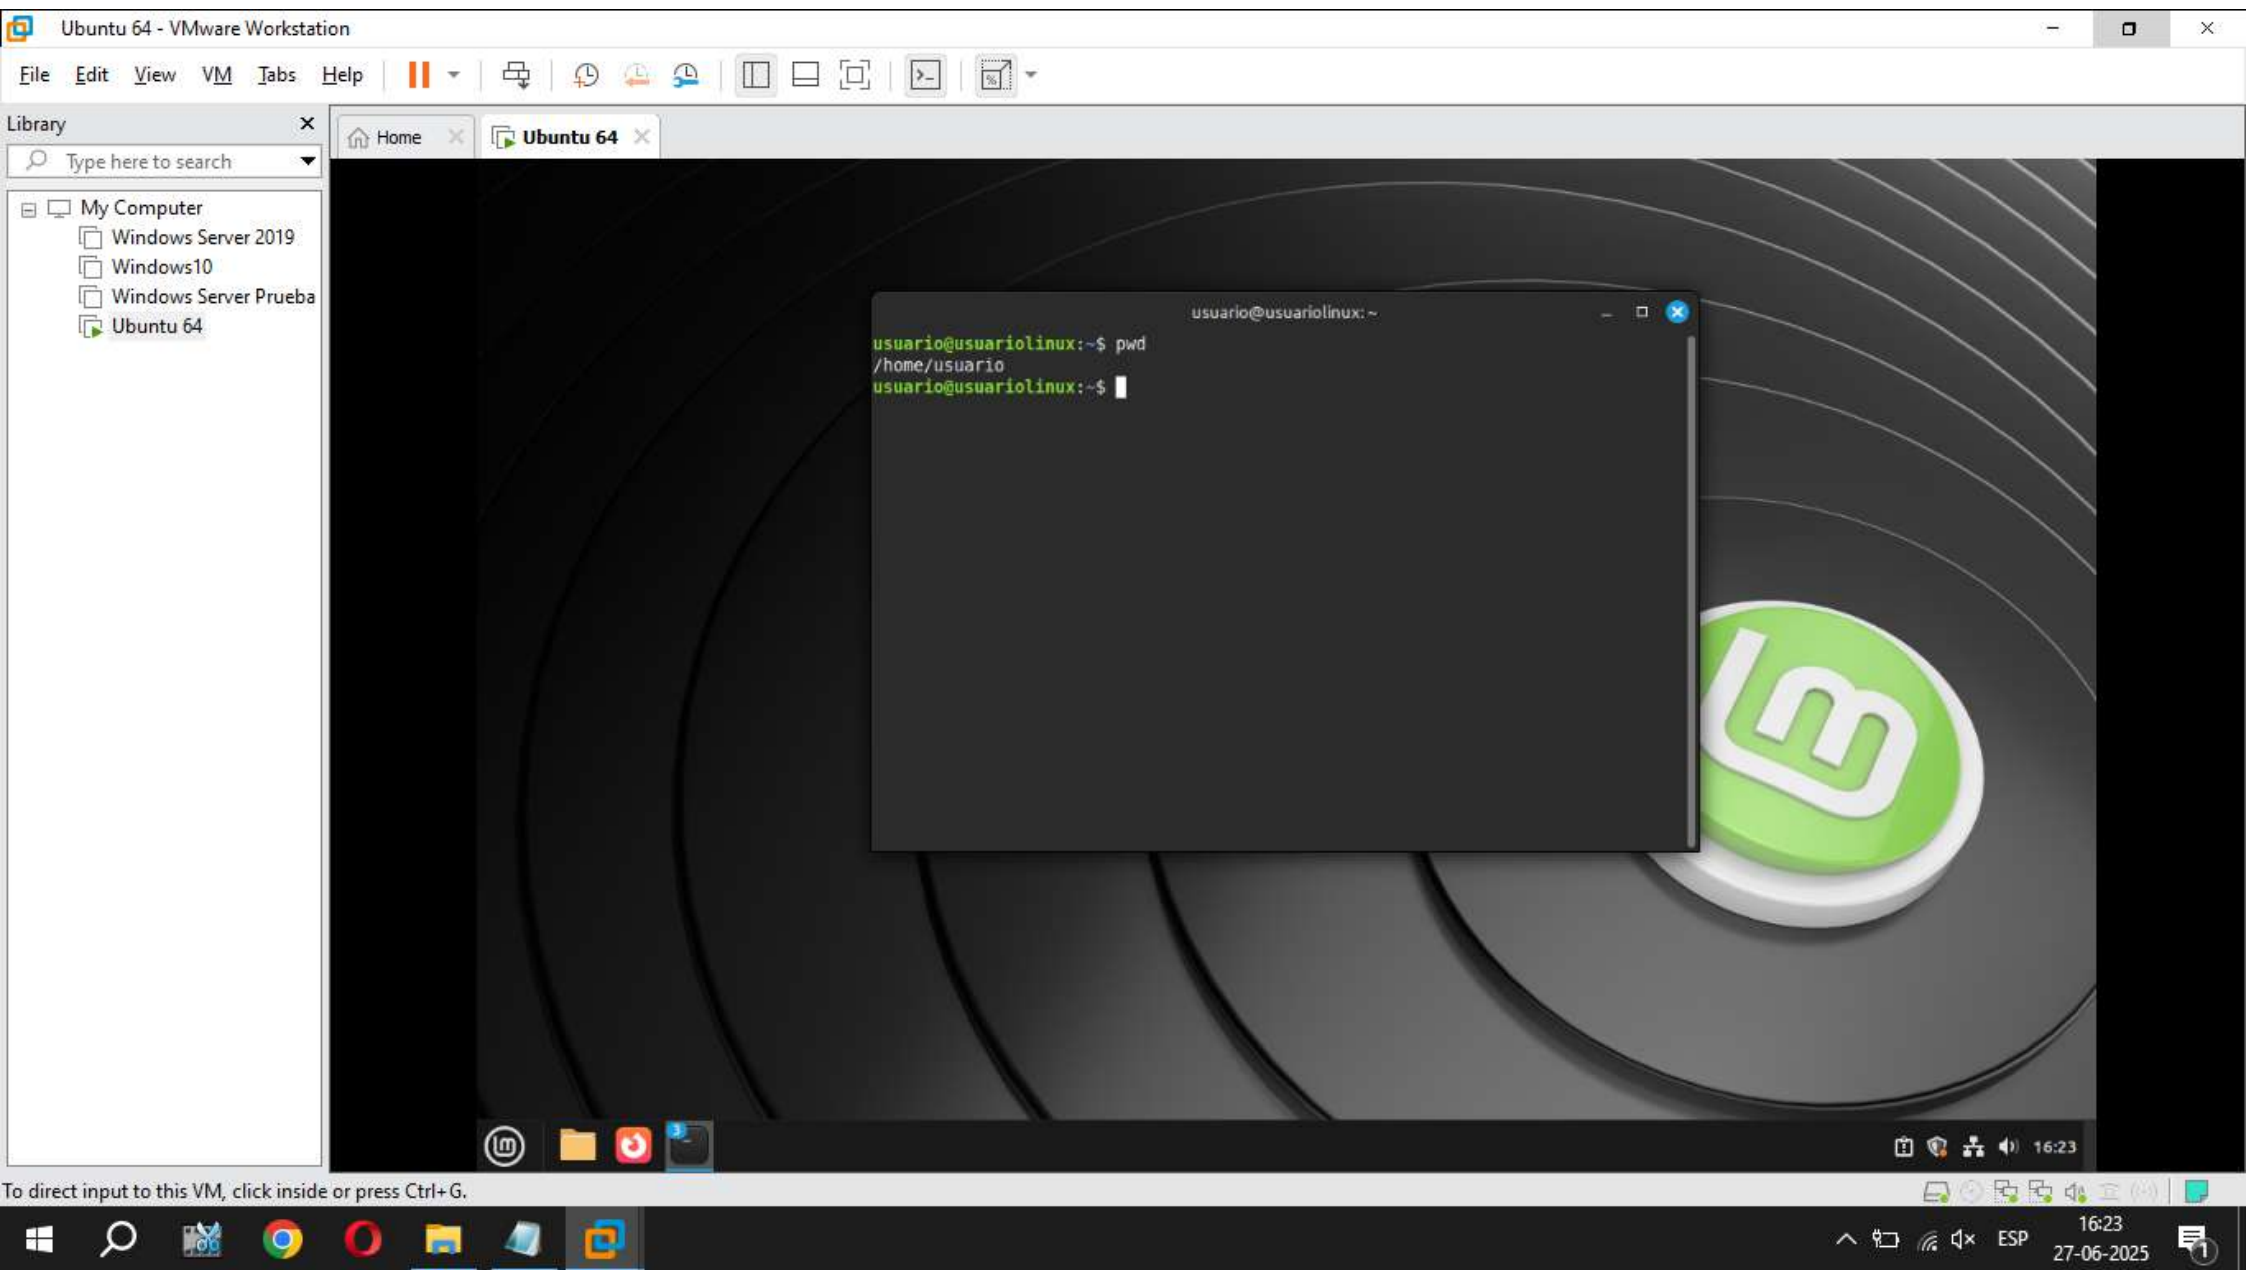 Ubuntu 64 - VMware Workstation
File Edit View VM Tabs Help
Library
Home
Ubuntu 64
Type here to search
My Computer
Windows Server 2019
Windows10
Windows Server Prueba
Ubuntu 64
usuario@usuariolinux: ~
usuario@usuariolinux:~$ pwd
/home/usuario
usuario@usuariolinux:~$
3
16:23
To direct input to this VM, click inside or press Ctrl+G.
ESP
16:23
27-06-2025
1